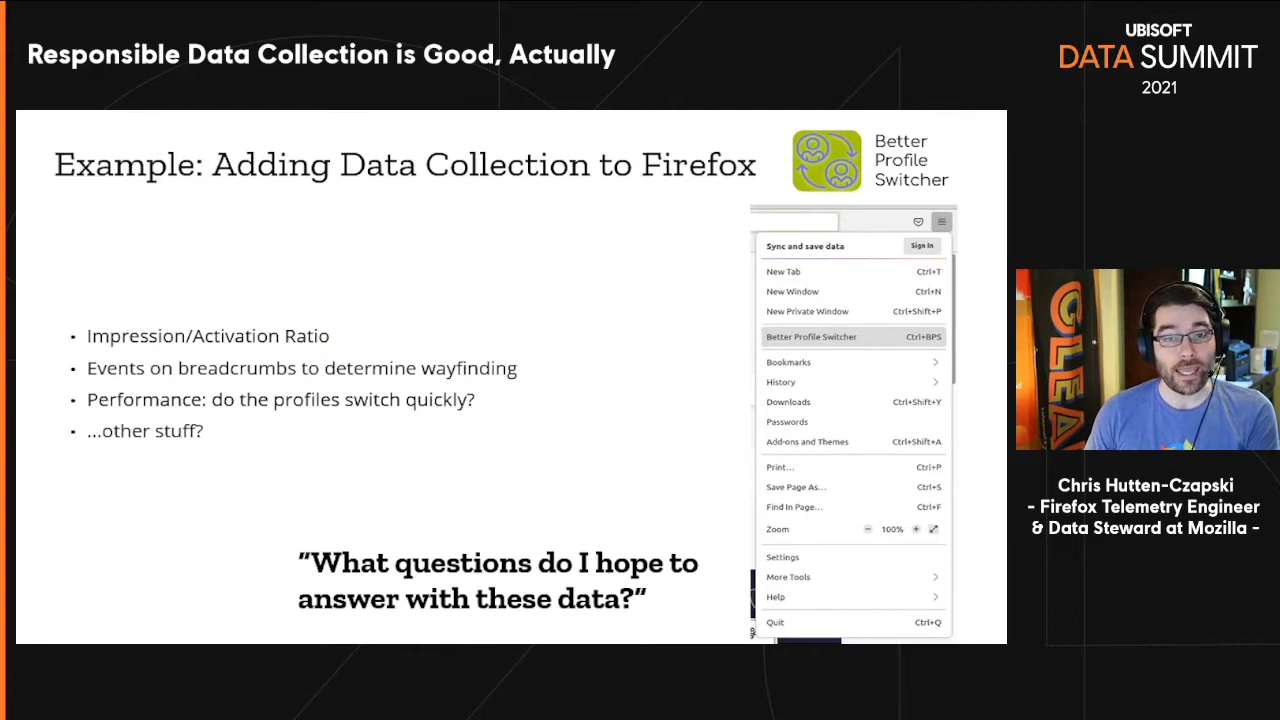 Responsible Data Collection is Good, Actually
UBISOFT
DATA SUMMIT
2021
Example: Adding Data Collection to Firefox
Better
Profile
Switcher
Sync and save data Sign In
New Tab Ctrl+T
New Window Ctrl+N
New Private Window Ctrl+Shift+P
Better Profile Switcher Ctrl+BPS
Bookmarks
History
Downloads Ctrl+Shift+Y
Passwords
Add-ons and Themes Ctrl+Shift+A
Print... Ctrl+P
Save Page As... Ctrl+S
Find In Page... Ctrl+F
Zoom − 100% +
Settings
More Tools
Help
Quit Ctrl+Q
• Impression/Activation Ratio
• Events on breadcrumbs to determine wayfinding
• Performance: do the profiles switch quickly?
• ...other stuff?
"What questions do I hope to
answer with these data?"
Chris Hutten-Czapski
- Firefox Telemetry Engineer
& Data Steward at Mozilla -